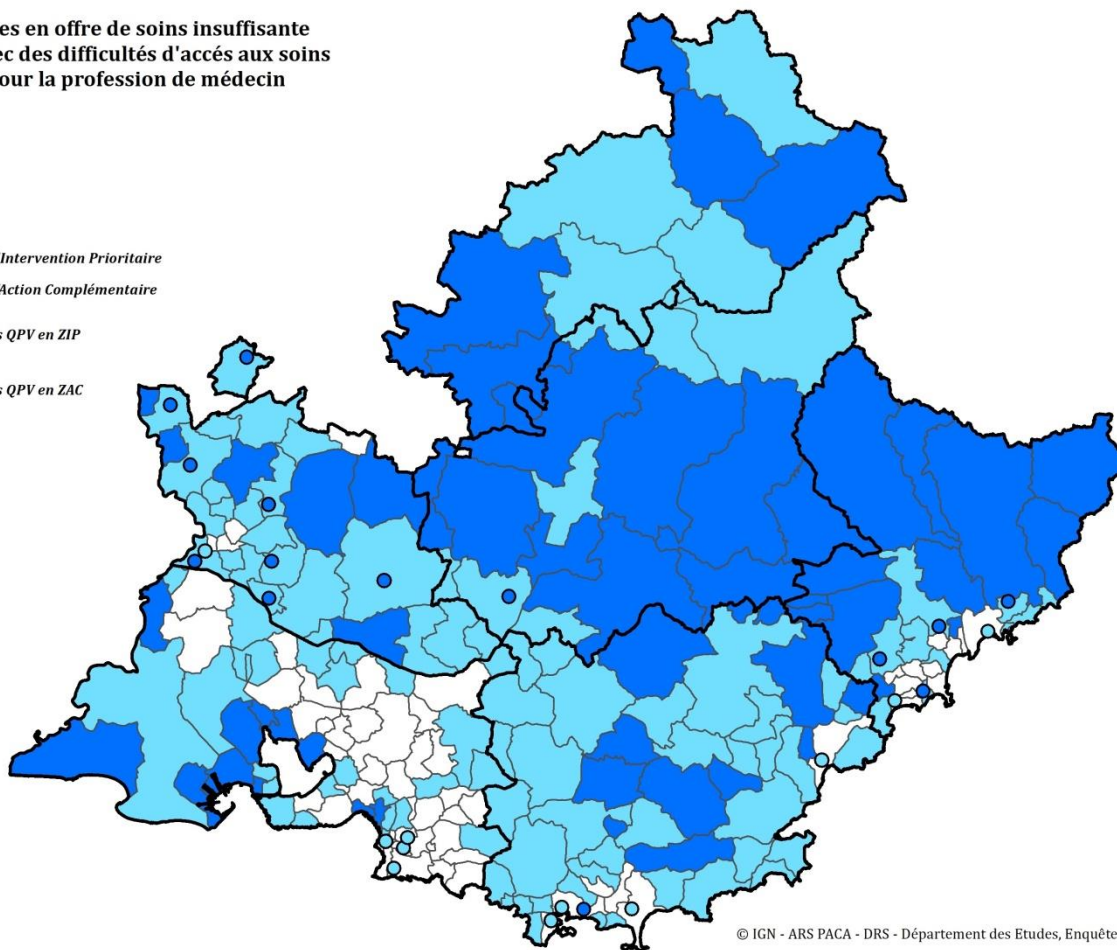 es en offre de soins insuffisante
ec des difficultés d'accés aux soins
our la profession de médecin
Intervention Prioritaire
Action Complémentaire
s QPV en ZIP
s QPV en ZAC
© IGN - ARS PACA - DRS - Département des Etudes, Enquête